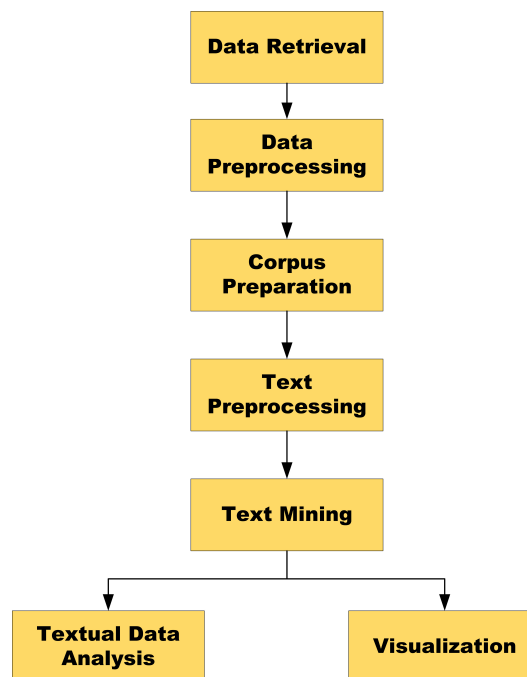 Data Retrieval
Data
Preprocessing
Corpus
Preparation
Text
Preprocessing
Text Mining
Textual Data
Analysis
Visualization